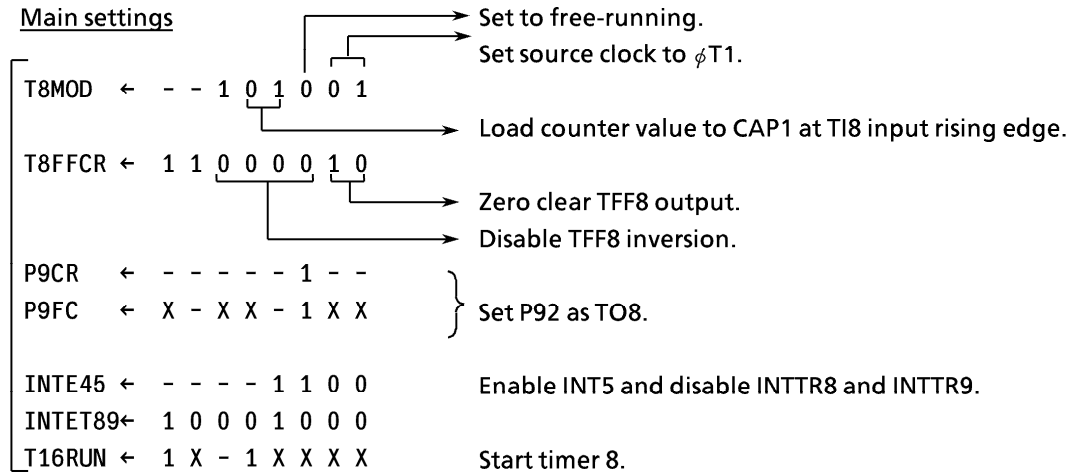 Main settings
Set to free-running.
Set source clock to ϕT1.
T8MOD ← - - 1 0 1 0 0 1
Load counter value to CAP1 at TI8 input rising edge.
T8FFCR ← 1 1 0 0 0 0 1 0
Zero clear TFF8 output.
Disable TFF8 inversion.
P9CR ← - - - - - 1 - -
P9FC ← X - X X - 1 X X
Set P92 as TO8.
INTE45 ← - - - - 1 1 0 0 Enable INT5 and disable INTTR8 and INTTR9.
INTET89← 1 0 0 0 1 0 0 0
T16RUN ← 1 X - 1 X X X X Start timer 8.